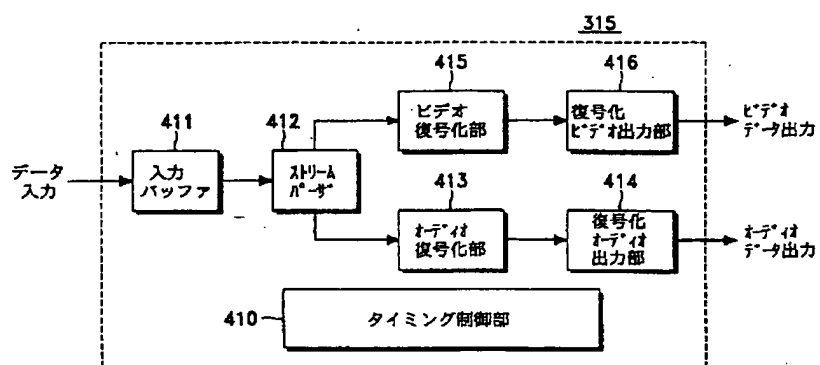 315
415
416
411
412
ビデオ
復号化部
復号化
ビデオ出力部
ビデオ
データ出力
データ
入力
入力
バッファ
ストリーム
パーザ
413
414
オーディオ
復号化部
復号化
オーディオ
出力部
オーディオ
データ出力
410
タイミング制御部